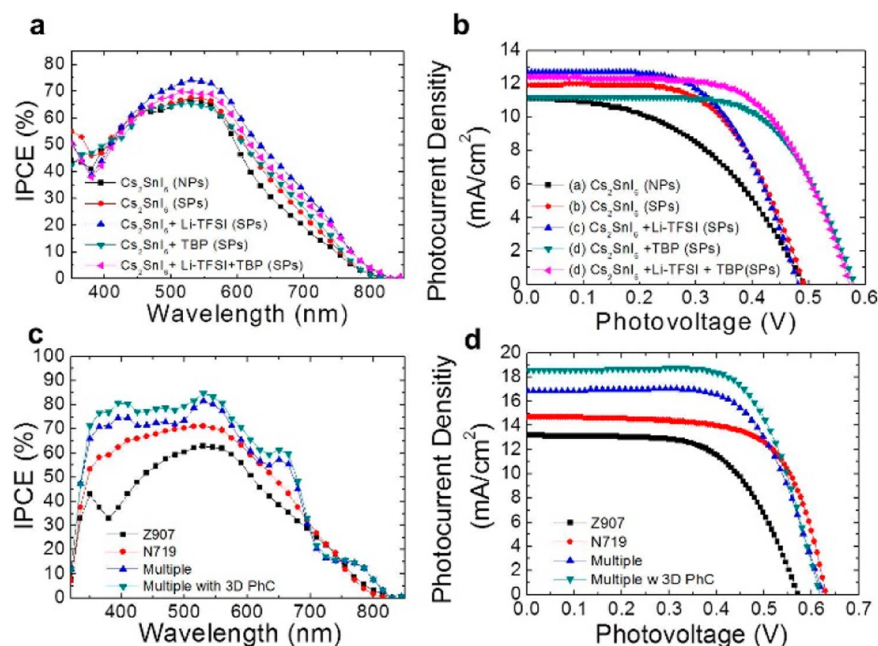 a
IPCE (%)
80
70
60
50
40
30
20
10
0
Cs2SnI6 (NPs)
Cs2SnI6 (SPs)
Cs2SnI6+ Li-TFSI (SPs)
Cs2SnI6 + TBP (SPs)
Cs2SnI6 + Li-TFSI+TBP(SPs)
400 500 600 700 800
Wavelength (nm)
b
Photocurrent Densitiy
(mA/cm2)
14
12
10
8
6
4
2
0
(a) Cs2SnI6 (NPs)
(b) Cs2SnI6 (SPs)
(c) Cs2SnI6 +Li-TFSI (SPs)
(d) Cs2SnI6 +TBP (SPs)
(d) Cs2SnI6 +Li-TFSI + TBP(SPs)
0.0 0.1 0.2 0.3 0.4 0.5 0.6
Photovoltage (V)
c
IPCE (%)
100
90
80
70
60
50
40
30
20
10
0
Z907
N719
Multiple
Multiple with 3D PhC
400 500 600 700 800
Wavelength (nm)
d
Photocurrent Densitiy
(mA/cm2)
20
18
16
14
12
10
8
6
4
2
0
Z907
N719
Multiple
Multiple w 3D PhC
0.0 0.1 0.2 0.3 0.4 0.5 0.6 0.7
Photovoltage (V)